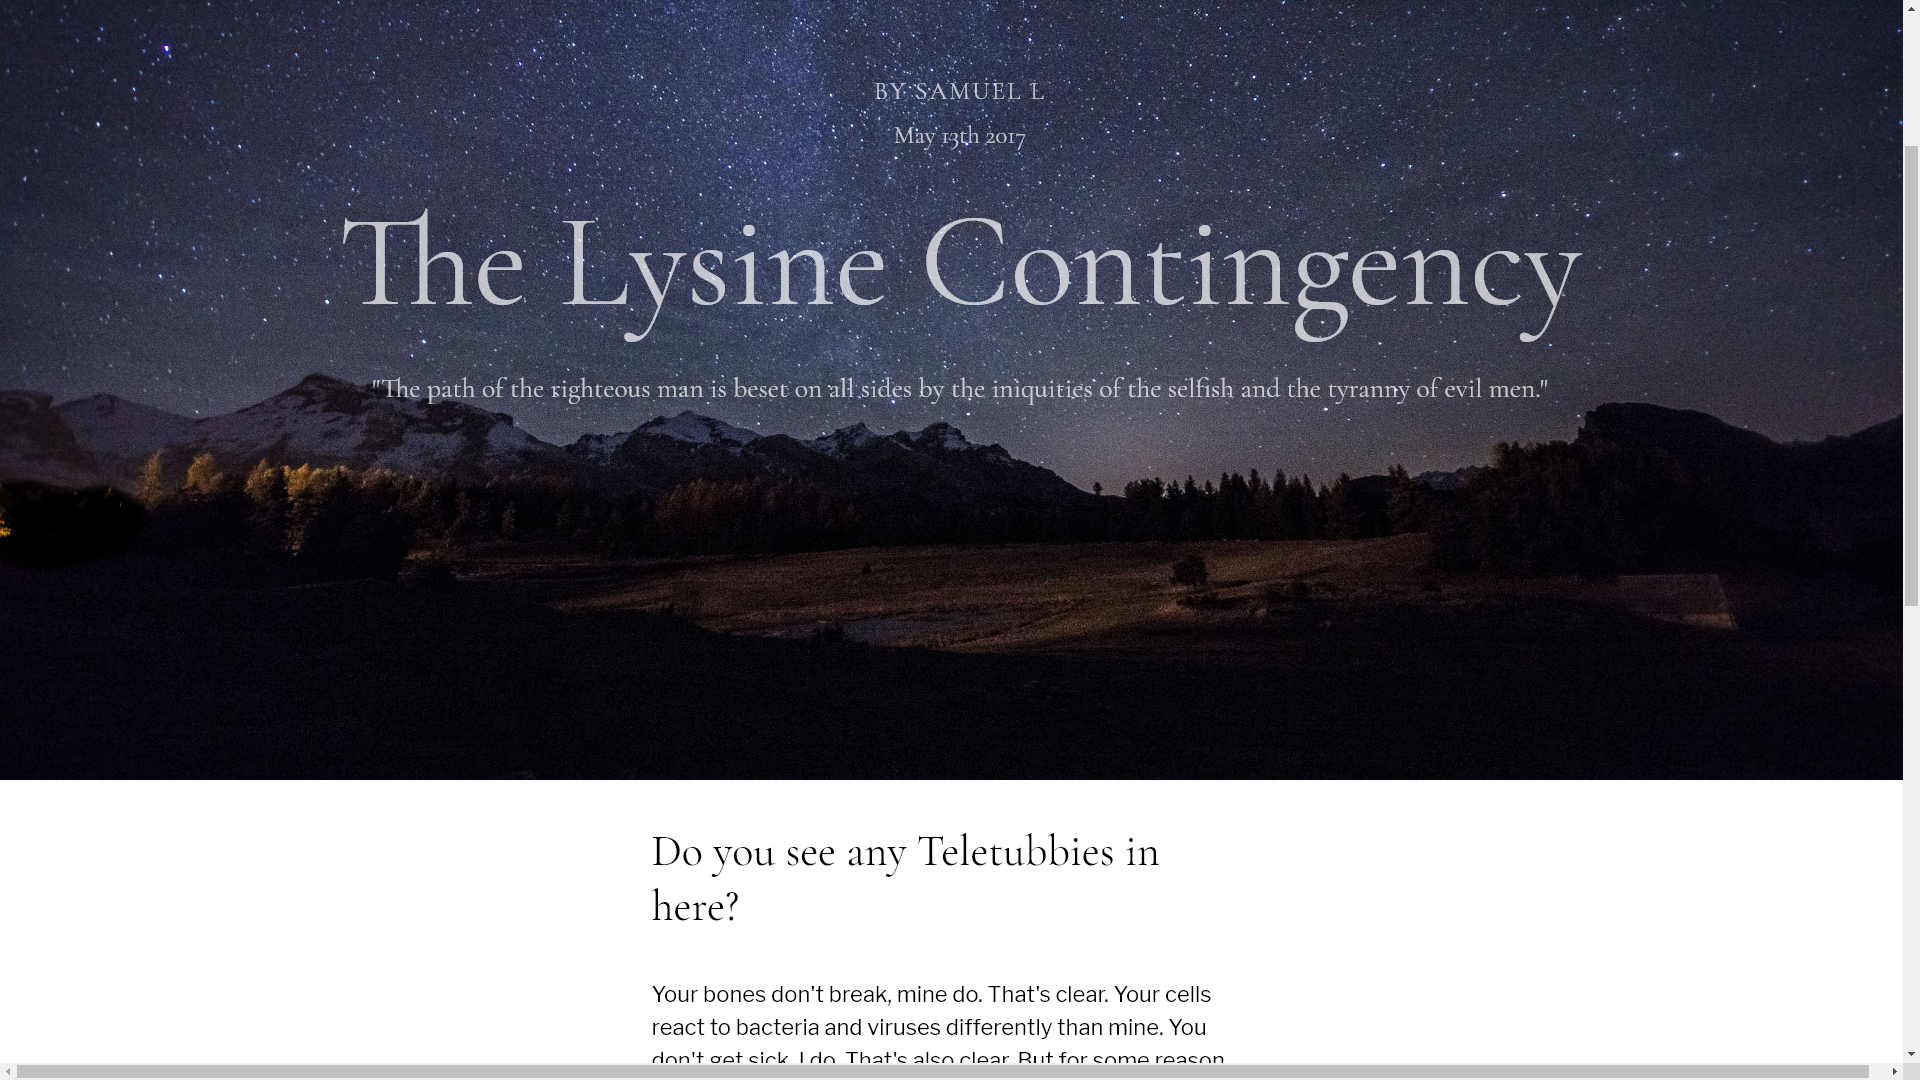 BY SAMUEL L
May 13th 2017
The Lysine Contingency
"The path of the righteous man is beset on all sides by the iniquities of the selfish and the tyranny of evil men."
Do you see any Teletubbies in
here?
Your bones don't break, mine do. That's clear. Your cells
react to bacteria and viruses differently than mine. You
don't get sick, I do. That's also clear. But for some reason